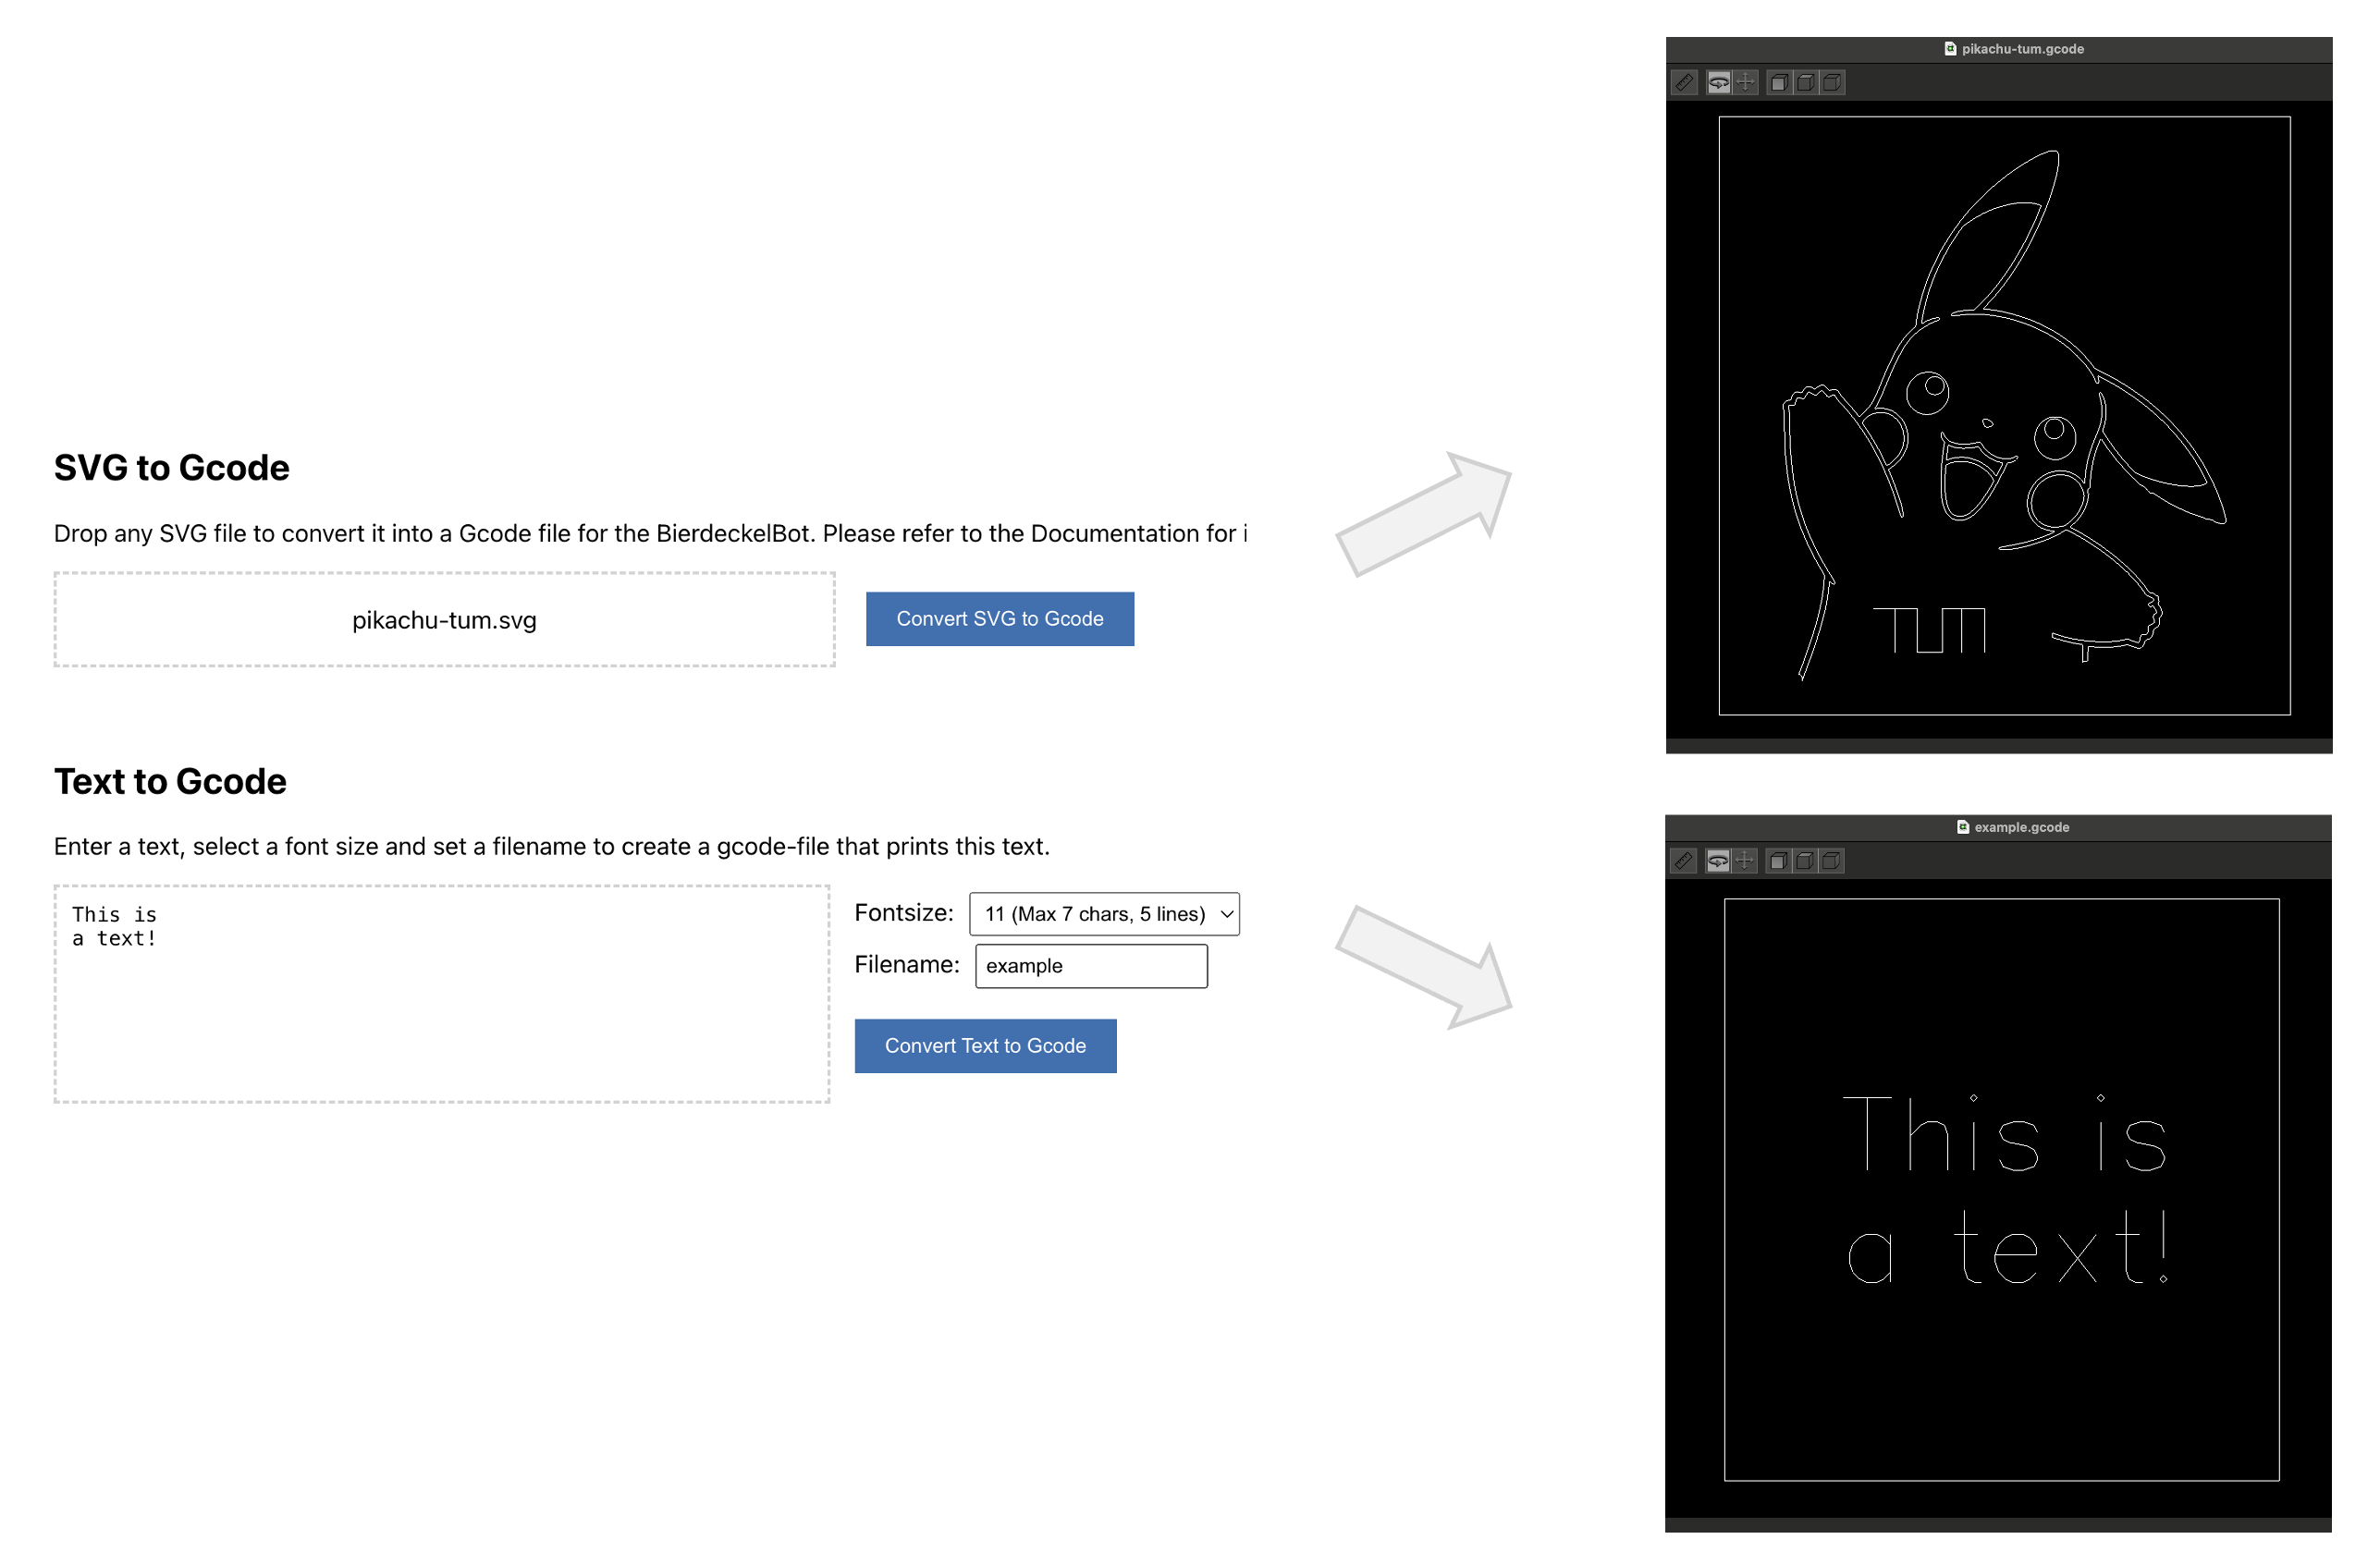 SVG to Gcode
Drop any SVG file to convert it into a Gcode file for the BierdeckelBot. Please refer to the Documentation for i
pikachu-tum.svg
Convert SVG to Gcode
Text to Gcode
Enter a text, select a font size and set a filename to create a gcode-file that prints this text.
This is
a text!
Fontsize: 11 (Max 7 chars, 5 lines)
Filename: example
Convert Text to Gcode
pikachu-tum.gcode
TUM
example.gcode
This is
a text!